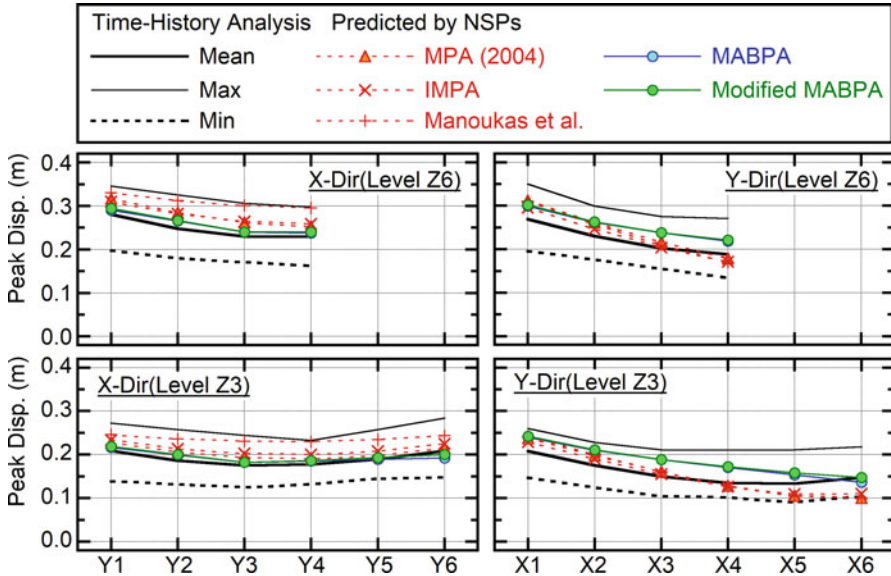 Time-History Analysis Predicted by NSPs
Mean MPA (2004) MABPA
Max IMPA Modified MABPA
Min Manoukas et al.
0.4
X-Dir(Level Z6) Y-Dir(Level Z6)
0.3
0.2
0.1
0.0
Peak Disp. (m)
0.4
X-Dir(Level Z3) Y-Dir(Level Z3)
0.3
0.2
0.1
0.0
Peak Disp. (m)
Y1 Y2 Y3 Y4 Y5 Y6 X1 X2 X3 X4 X5 X6